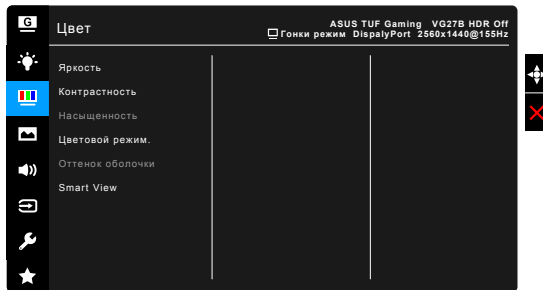 G
Цвет
ASUS TUF Gaming VG27B HDR Off
Гонки режим DispalyPort 2560x1440@155Hz
Яркость
Контрастность
Насыщенность
Цветовой режим.
Оттенок оболочки
Smart View